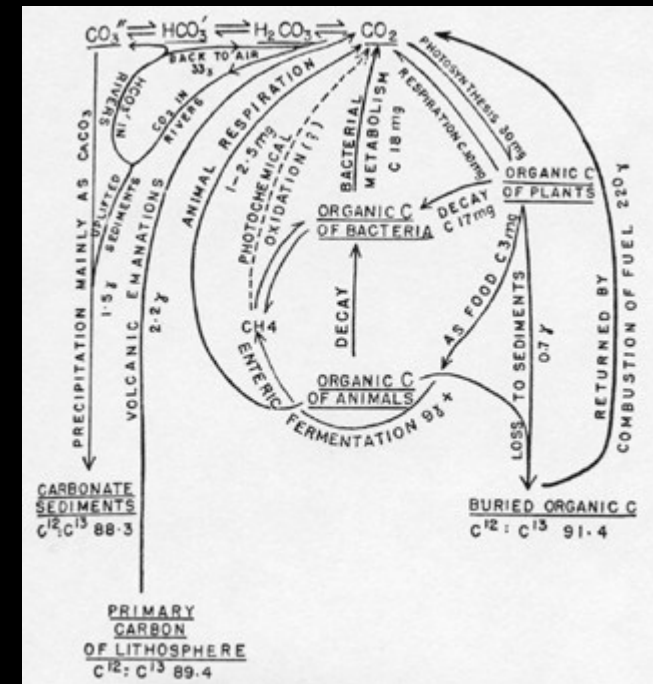 CO₃″ ⇌ HCO₃′ ⇌ H₂CO₃ ⇌ CO₂
BACK TO AIR
33γ
HCO₃′ IN
RIVERS
CO₂ IN
RIVERS
UPLIFTED
SEDIMENTS
PRECIPITATION MAINLY AS CaCO₃
1.5γ
VOLCANIC EMANATIONS
2.2γ
ANIMAL RESPIRATION
1-2.5mg
PHOTOCHEMICAL
OXIDATION(?)
BACTERIAL
METABOLISM
C 18 mg
RESPIRATION C. 10mg
PHOTOSYNTHESIS 30mg
ORGANIC C
OF PLANTS
DECAY
C 17mg
ORGANIC C
OF BACTERIA
CH4
DECAY
AS FOOD C 3mg
ORGANIC C
OF ANIMALS
ENTERIC
FERMENTATION 9γ+
LOSS TO SEDIMENTS
0.7γ
RETURNED BY
COMBUSTION OF FUEL 220γ
CARBONATE
SEDIMENTS
C¹²:C¹³ 88·3
BURIED ORGANIC C
C¹² : C¹³ 91·4
PRIMARY
CARBON
OF LITHOSPHERE
C¹²: C¹³ 89·4